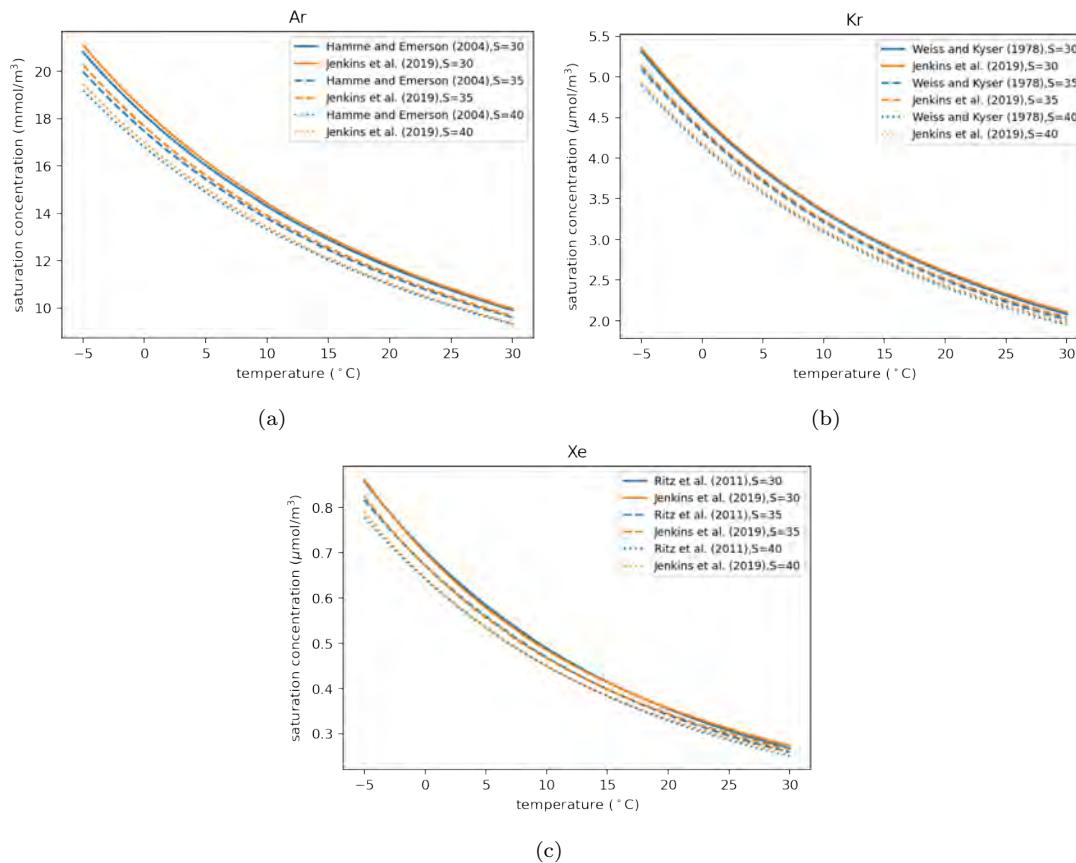 Ar
saturation concentration (mmol/m³)
20
18
16
14
12
10
Hamme and Emerson (2004),S=30
Jenkins et al. (2019),S=30
Hamme and Emerson (2004),S=35
Jenkins et al. (2019),S=35
Hamme and Emerson (2004),S=40
Jenkins et al. (2019),S=40
−5 0 5 10 15 20 25 30
temperature (°C)
(a)
Kr
saturation concentration (μmol/m³)
5.5
5.0
4.5
4.0
3.5
3.0
2.5
2.0
Weiss and Kyser (1978),S=30
Jenkins et al. (2019),S=30
Weiss and Kyser (1978),S=35
Jenkins et al. (2019),S=35
Weiss and Kyser (1978),S=40
Jenkins et al. (2019),S=40
−5 0 5 10 15 20 25 30
temperature (°C)
(b)
Xe
saturation concentration (μmol/m³)
0.8
0.7
0.6
0.5
0.4
0.3
Ritz et al. (2011),S=30
Jenkins et al. (2019),S=30
Ritz et al. (2011),S=35
Jenkins et al. (2019),S=35
Ritz et al. (2011),S=40
Jenkins et al. (2019),S=40
−5 0 5 10 15 20 25 30
temperature (°C)
(c)